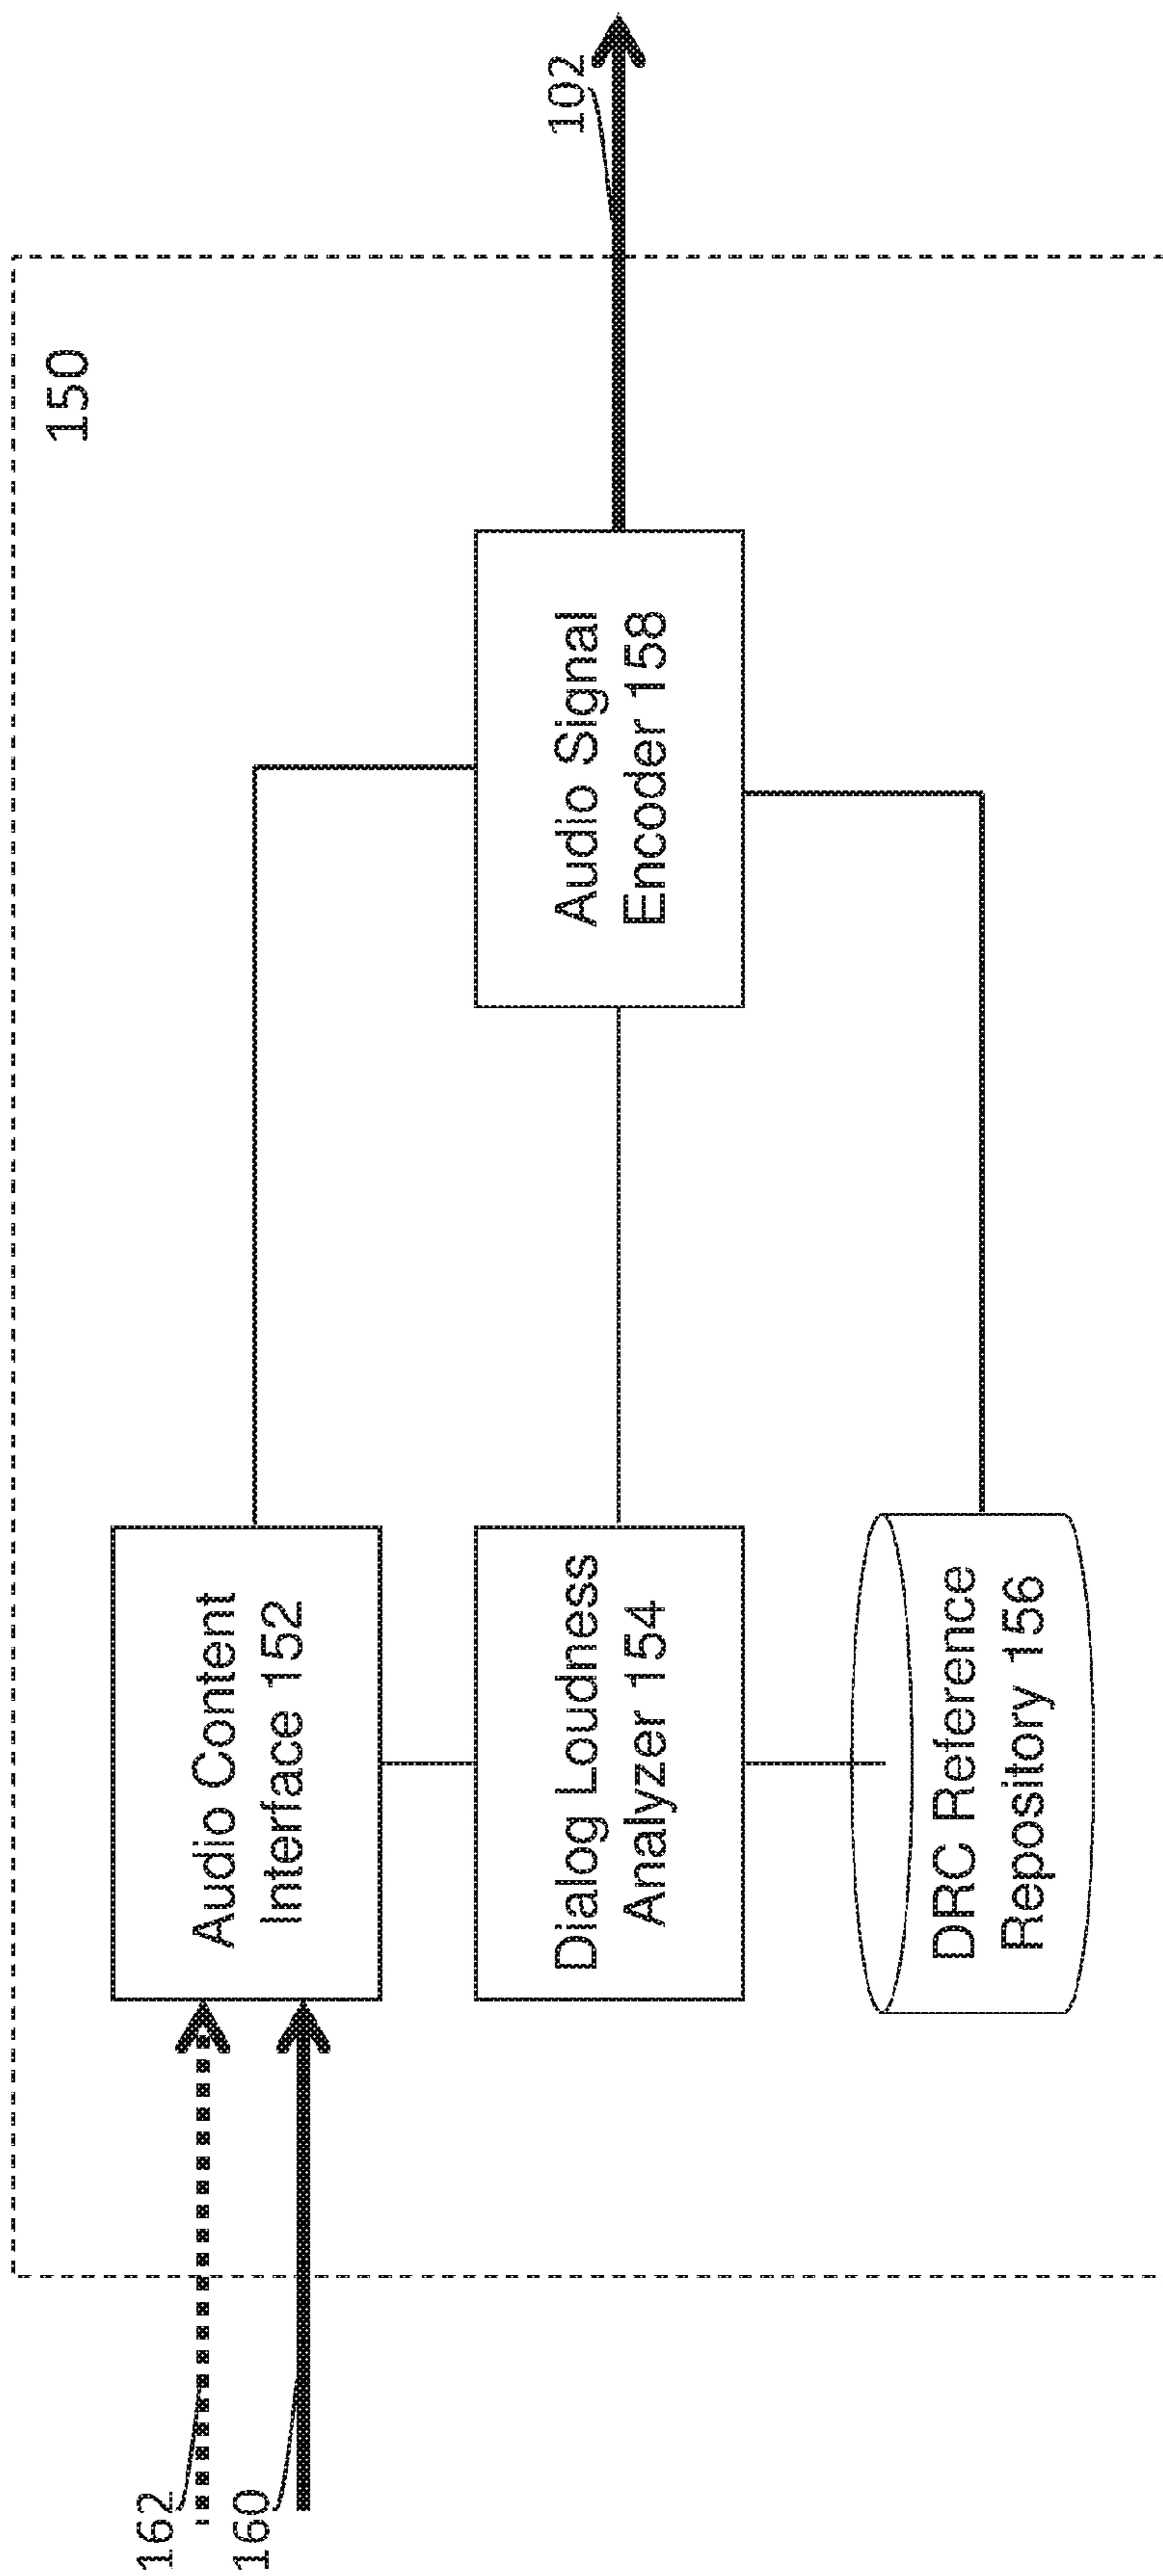 150
162
160
Audio Content
Interface 152
Dialog Loudness
Analyzer 154
DRC Reference
Repository 156
Audio Signal
Encoder 158
102